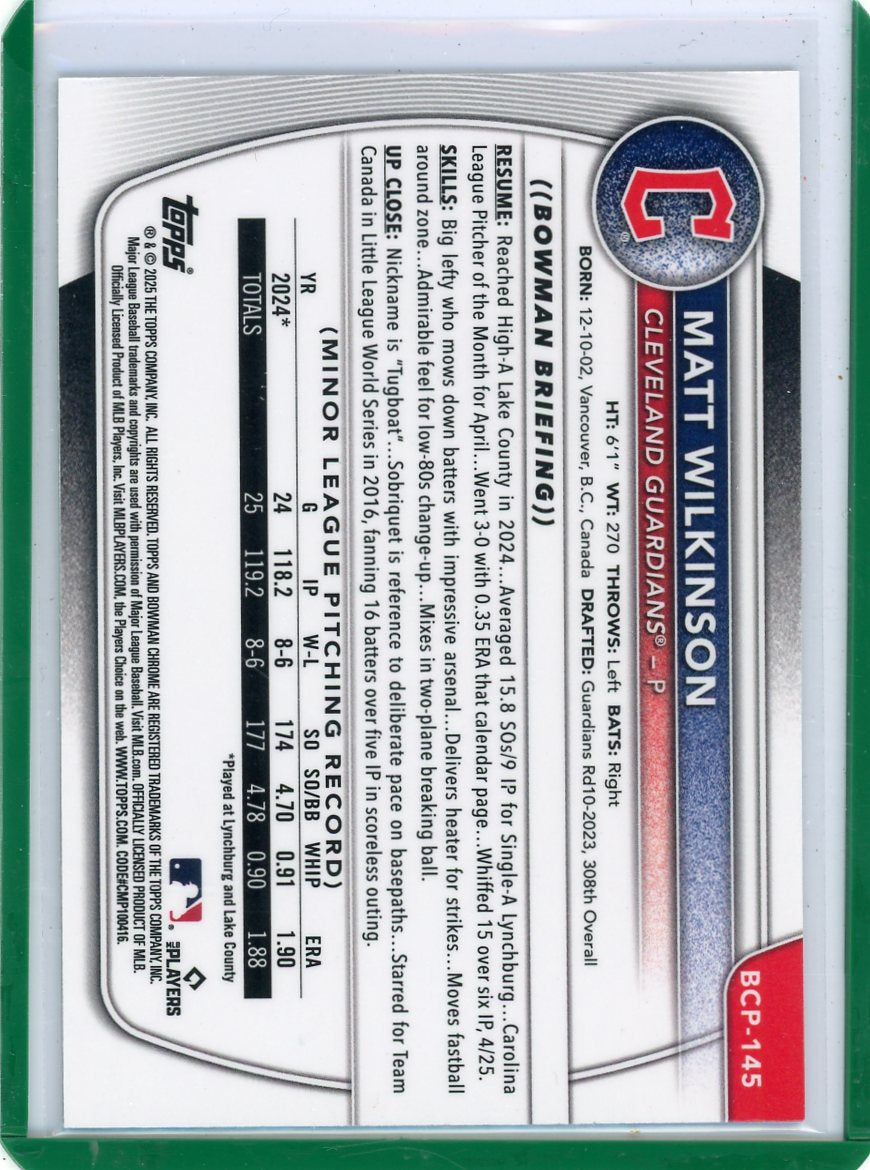 BCP-145
C®
MATT WILKINSON
CLEVELAND GUARDIANS® – P
HT: 6'1" WT: 270 THROWS: Left BATS: Right
BORN: 12-10-02, Vancouver, B.C., Canada DRAFTED: Guardians Rd10-2023, 308th Overall
((BOWMAN BRIEFING))
RESUME: Reached High-A Lake County in 2024...Averaged 15.8 SOs/9 IP for Single-A Lynchburg...Carolina
League Pitcher of the Month for April...Went 3-0 with 0.35 ERA that calendar page...Whiffed 15 over six IP, 4/25.
SKILLS: Big lefty who mows down batters with impressive arsenal...Delivers heater for strikes...Moves fastball
around zone...Admirable feel for low-80s change-up...Mixes in two-plane breaking ball.
UP CLOSE: Nickname is "Tugboat"...Sobriquet is reference to deliberate pace on basepaths...Starred for Team
Canada in Little League World Series in 2016, fanning 16 batters over five IP in scoreless outing.
(MINOR LEAGUE PITCHING RECORD)
YR G IP W-L SO SO/BB WHIP ERA
2024* 24 118.2 8-6 174 4.70 0.91 1.90
TOTALS 25 119.2 8-6 177 4.78 0.90 1.88
*Played at Lynchburg and Lake County
topps®
MLB PLAYERS
® & © 2025 THE TOPPS COMPANY, INC. ALL RIGHTS RESERVED. TOPPS AND BOWMAN CHROME ARE REGISTERED TRADEMARKS OF THE TOPPS COMPANY, INC.
Major League Baseball trademarks and copyrights are used with permission of Major League Baseball. Visit MLB.com. OFFICIALLY LICENSED PRODUCT OF MLB.
Officially Licensed Product of MLB Players, Inc. Visit MLBPLAYERS.COM, the Players Choice on the web. WWW.TOPPS.COM. CODE#CMP100416.